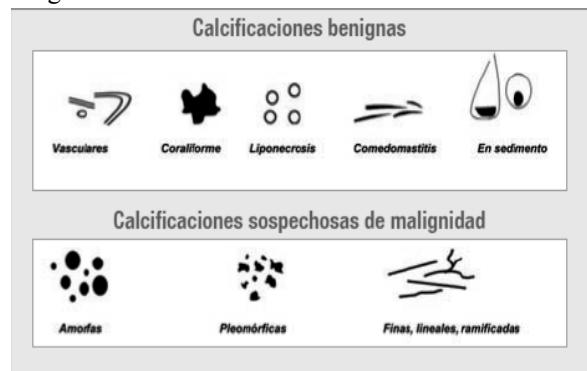 Calcificaciones benignas
Vasculares Coraliforme Liponecrosis Comedomastitis En sedimento
Calcificaciones sospechosas de malignidad
Amorfas Pleomórficas Finas, lineales, ramificadas